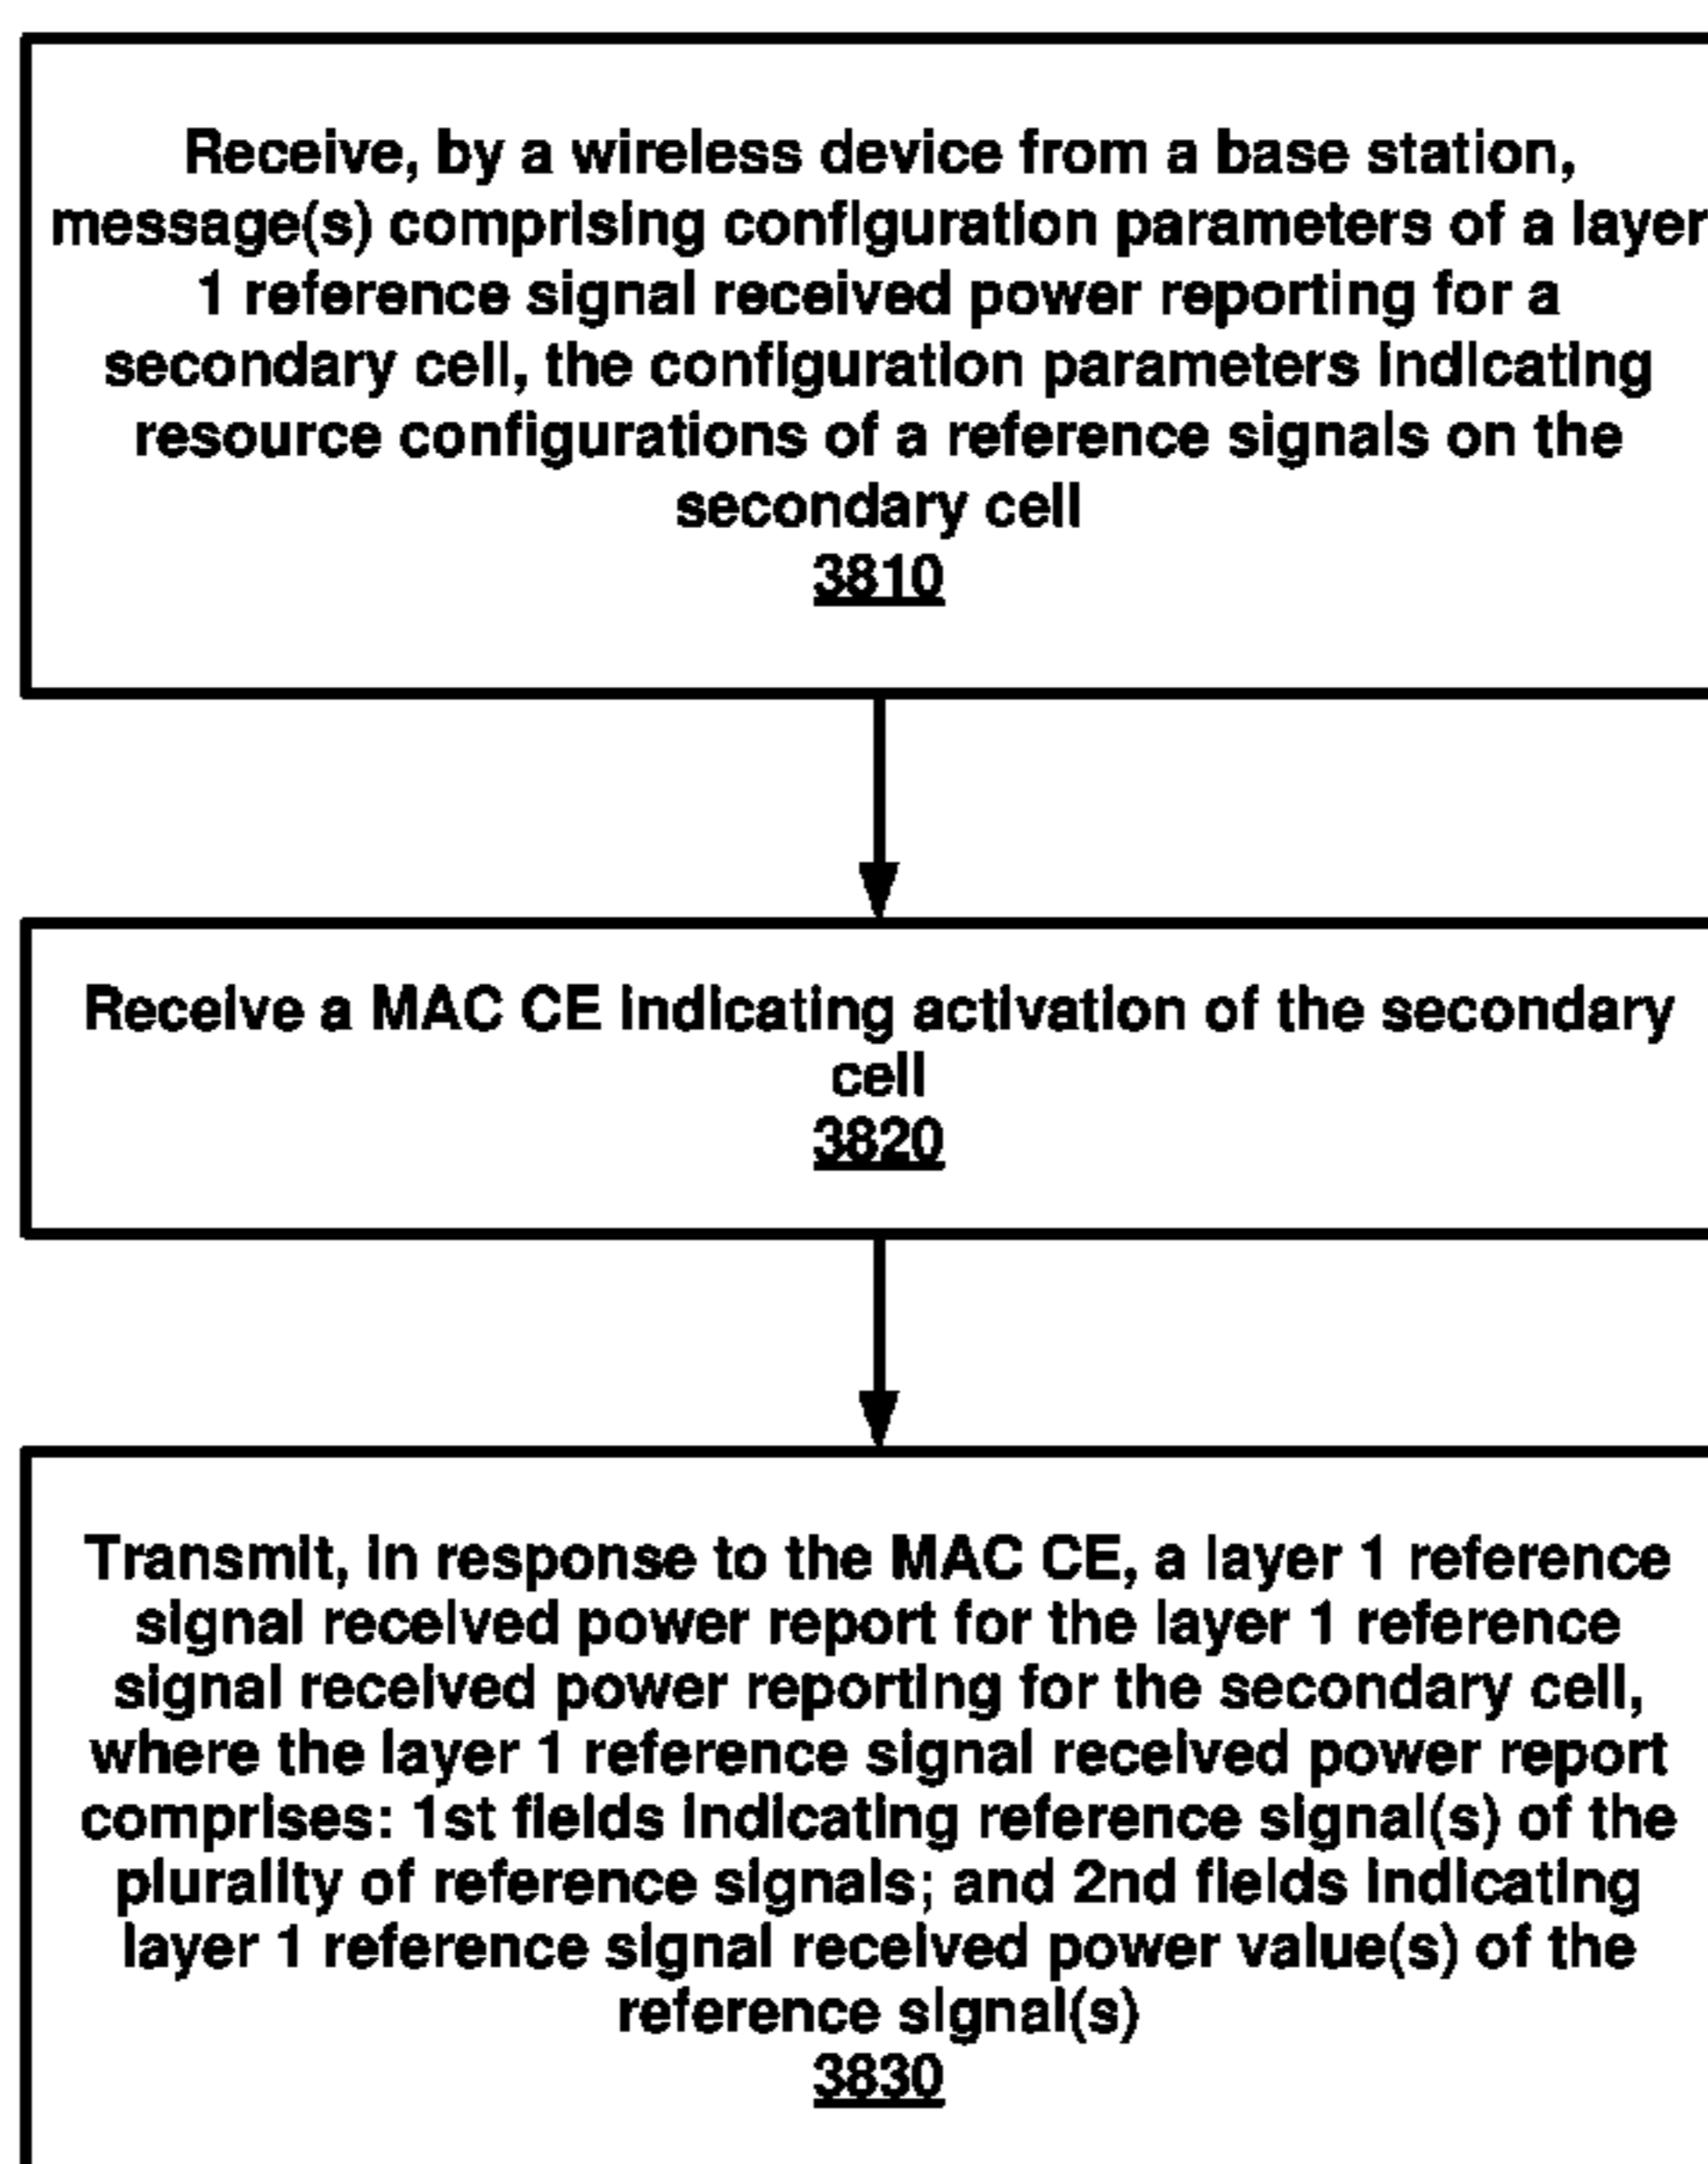 Receive, by a wireless device from a base station,
message(s) comprising configuration parameters of a layer
1 reference signal received power reporting for a
secondary cell, the configuration parameters indicating
resource configurations of a reference signals on the
secondary cell
3810
Receive a MAC CE indicating activation of the secondary
cell
3820
Transmit, in response to the MAC CE, a layer 1 reference
signal received power report for the layer 1 reference
signal received power reporting for the secondary cell,
where the layer 1 reference signal received power report
comprises: 1st fields indicating reference signal(s) of the
plurality of reference signals; and 2nd fields indicating
layer 1 reference signal received power value(s) of the
reference signal(s)
3830